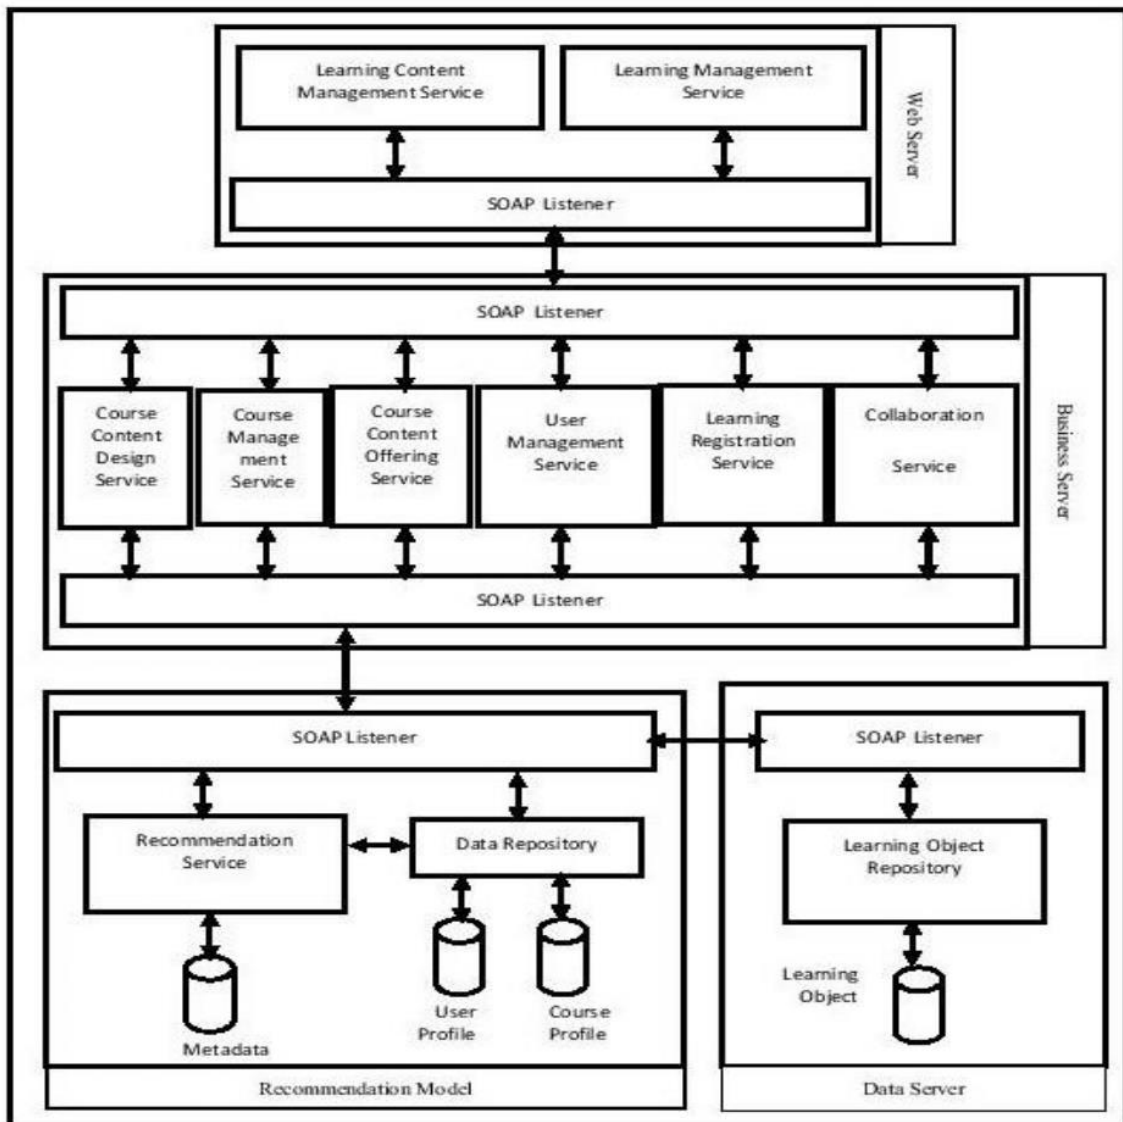 Learning Content
Management Service
Learning Management
Service
SOAP Listener
Web Server
SOAP Listener
Course
Content
Design
Service
Course
Manage
ment
Service
Course
Content
Offering
Service
User
Management
Service
Learning
Registration
Service
Collaboration
Service
Business Server
SOAP Listener
SOAP Listener
Recommendation
Service
Data Repository
Metadada
User
Profile
Course
Profile
Recommendation Model
SOAP Listener
Learning Object
Repository
Learning
Object
Data Server